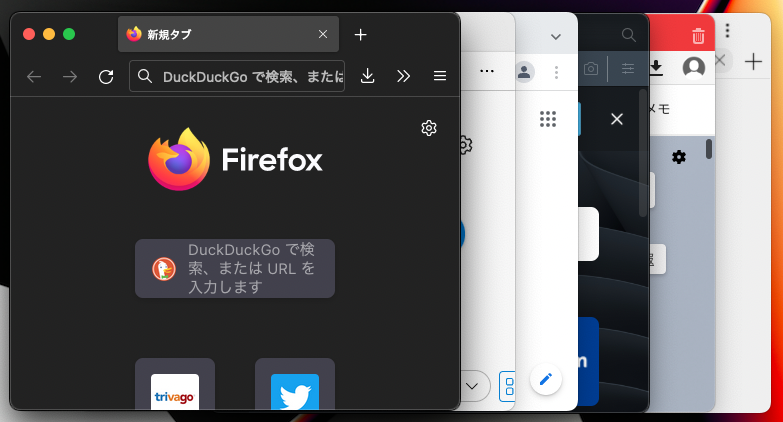 新規タブ
DuckDuckGo で検索、または
メモ
Firefox
DuckDuckGo で検
索、または URL を
入力します
trivago
m